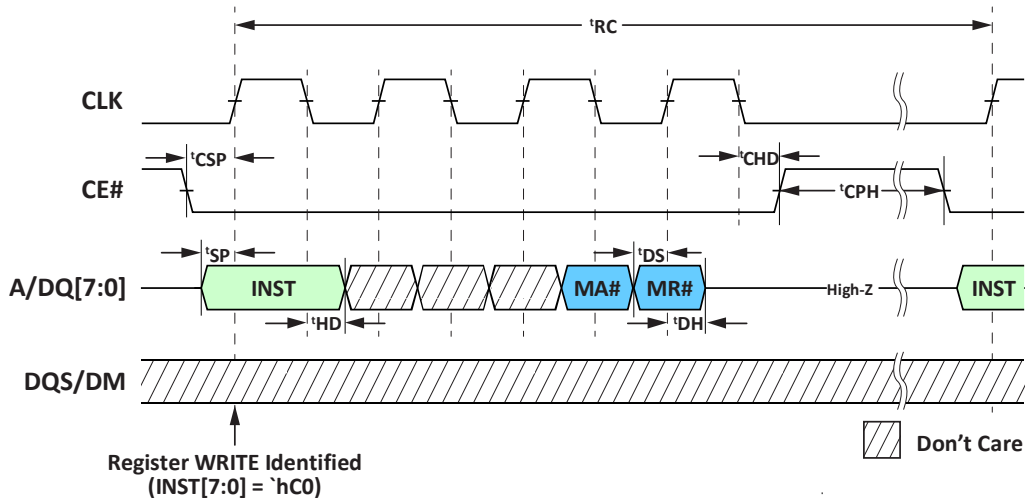 tRC
CLK
tCSP
tCHD
CE#
tCPH
tSP
tDS
A/DQ[7:0]
INST
MA#
MR#
High-Z
INST
tHD
tDH
DQS/DM
Don't Care
Register WRITE Identified
(INST[7:0] = `hC0)